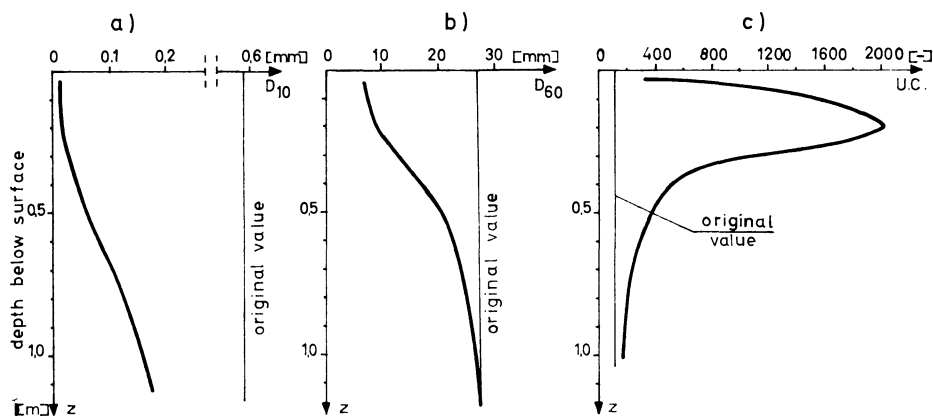 a)
0 0,1 0,2 0,6 [mm]
D10
depth below surface
0,5
1,0
[m]
z
original value
b)
0 10 20 30 [mm]
D60
0,5
1,0
z
original value
c)
0 400 800 1200 1600 2000 [-]
U.C.
0,5
1,0
z
original
value